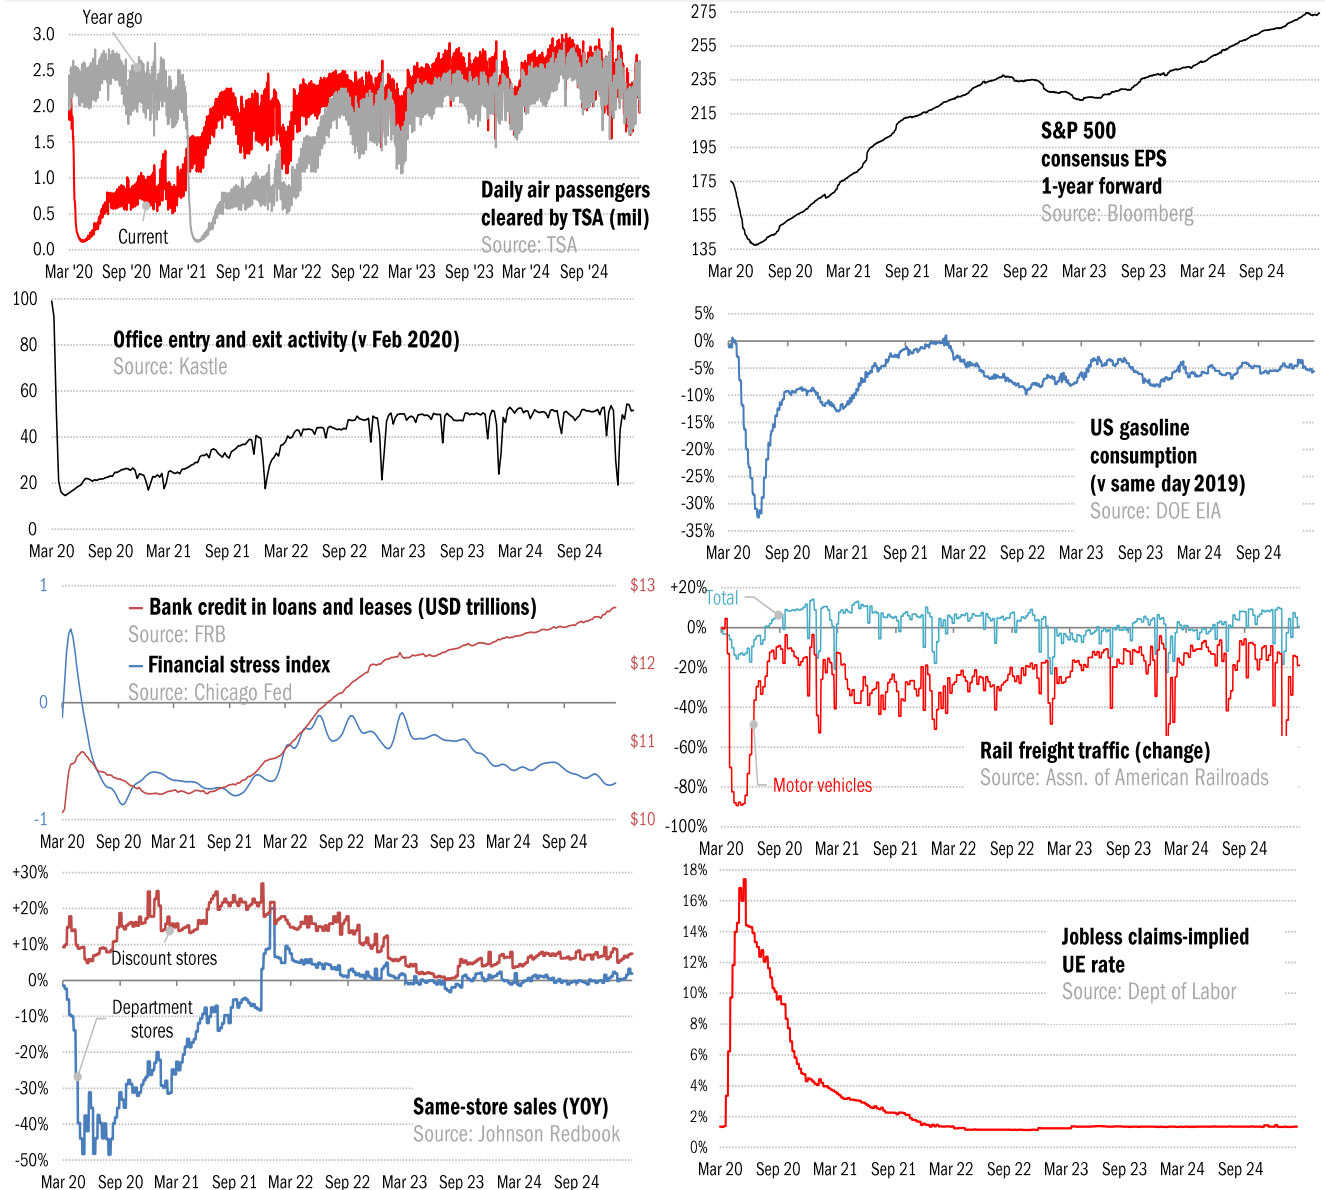 Year ago
3.0
2.5
2.0
1.5
1.0
0.5
0.0
Current
Daily air passengers
cleared by TSA (mil)
Source: TSA
Mar '20 Sep '20 Mar '21 Sep '21 Mar '22 Sep '22 Mar '23 Sep '23 Mar '24 Sep '24
275
255
235
215
195
175
155
135
S&P 500
consensus EPS
1-year forward
Source: Bloomberg
Mar 20 Sep 20 Mar 21 Sep 21 Mar 22 Sep 22 Mar 23 Sep 23 Mar 24 Sep 24
100
80
60
40
20
0
Office entry and exit activity (v Feb 2020)
Source: Kastle
Mar 20 Sep 20 Mar 21 Sep 21 Mar 22 Sep 22 Mar 23 Sep 23 Mar 24 Sep 24
5%
0%
-5%
-10%
-15%
-20%
-25%
-30%
-35%
US gasoline
consumption
(v same day 2019)
Source: DOE EIA
Mar 20 Sep 20 Mar 21 Sep 21 Mar 22 Sep 22 Mar 23 Sep 23 Mar 24 Sep 24
1
0
-1
Bank credit in loans and leases (USD trillions)
Source: FRB
Financial stress index
Source: Chicago Fed
$13
$12
$11
$10
Mar 20 Sep 20 Mar 21 Sep 21 Mar 22 Sep 22 Mar 23 Sep 23 Mar 24 Sep 24
+20%
0%
-20%
-40%
-60%
-80%
-100%
Total
Motor vehicles
Rail freight traffic (change)
Source: Assn. of American Railroads
Mar 20 Sep 20 Mar 21 Sep 21 Mar 22 Sep 22 Mar 23 Sep 23 Mar 24 Sep 24
+30%
+20%
+10%
0%
-10%
-20%
-30%
-40%
-50%
Discount stores
Department
stores
Same-store sales (YOY)
Source: Johnson Redbook
Mar 20 Sep 20 Mar 21 Sep 21 Mar 22 Sep 22 Mar 23 Sep 23 Mar 24 Sep 24
18%
16%
14%
12%
10%
8%
6%
4%
2%
0%
Jobless claims-implied
UE rate
Source: Dept of Labor
Mar 20 Sep 20 Mar 21 Sep 21 Mar 22 Sep 22 Mar 23 Sep 23 Mar 24 Sep 24